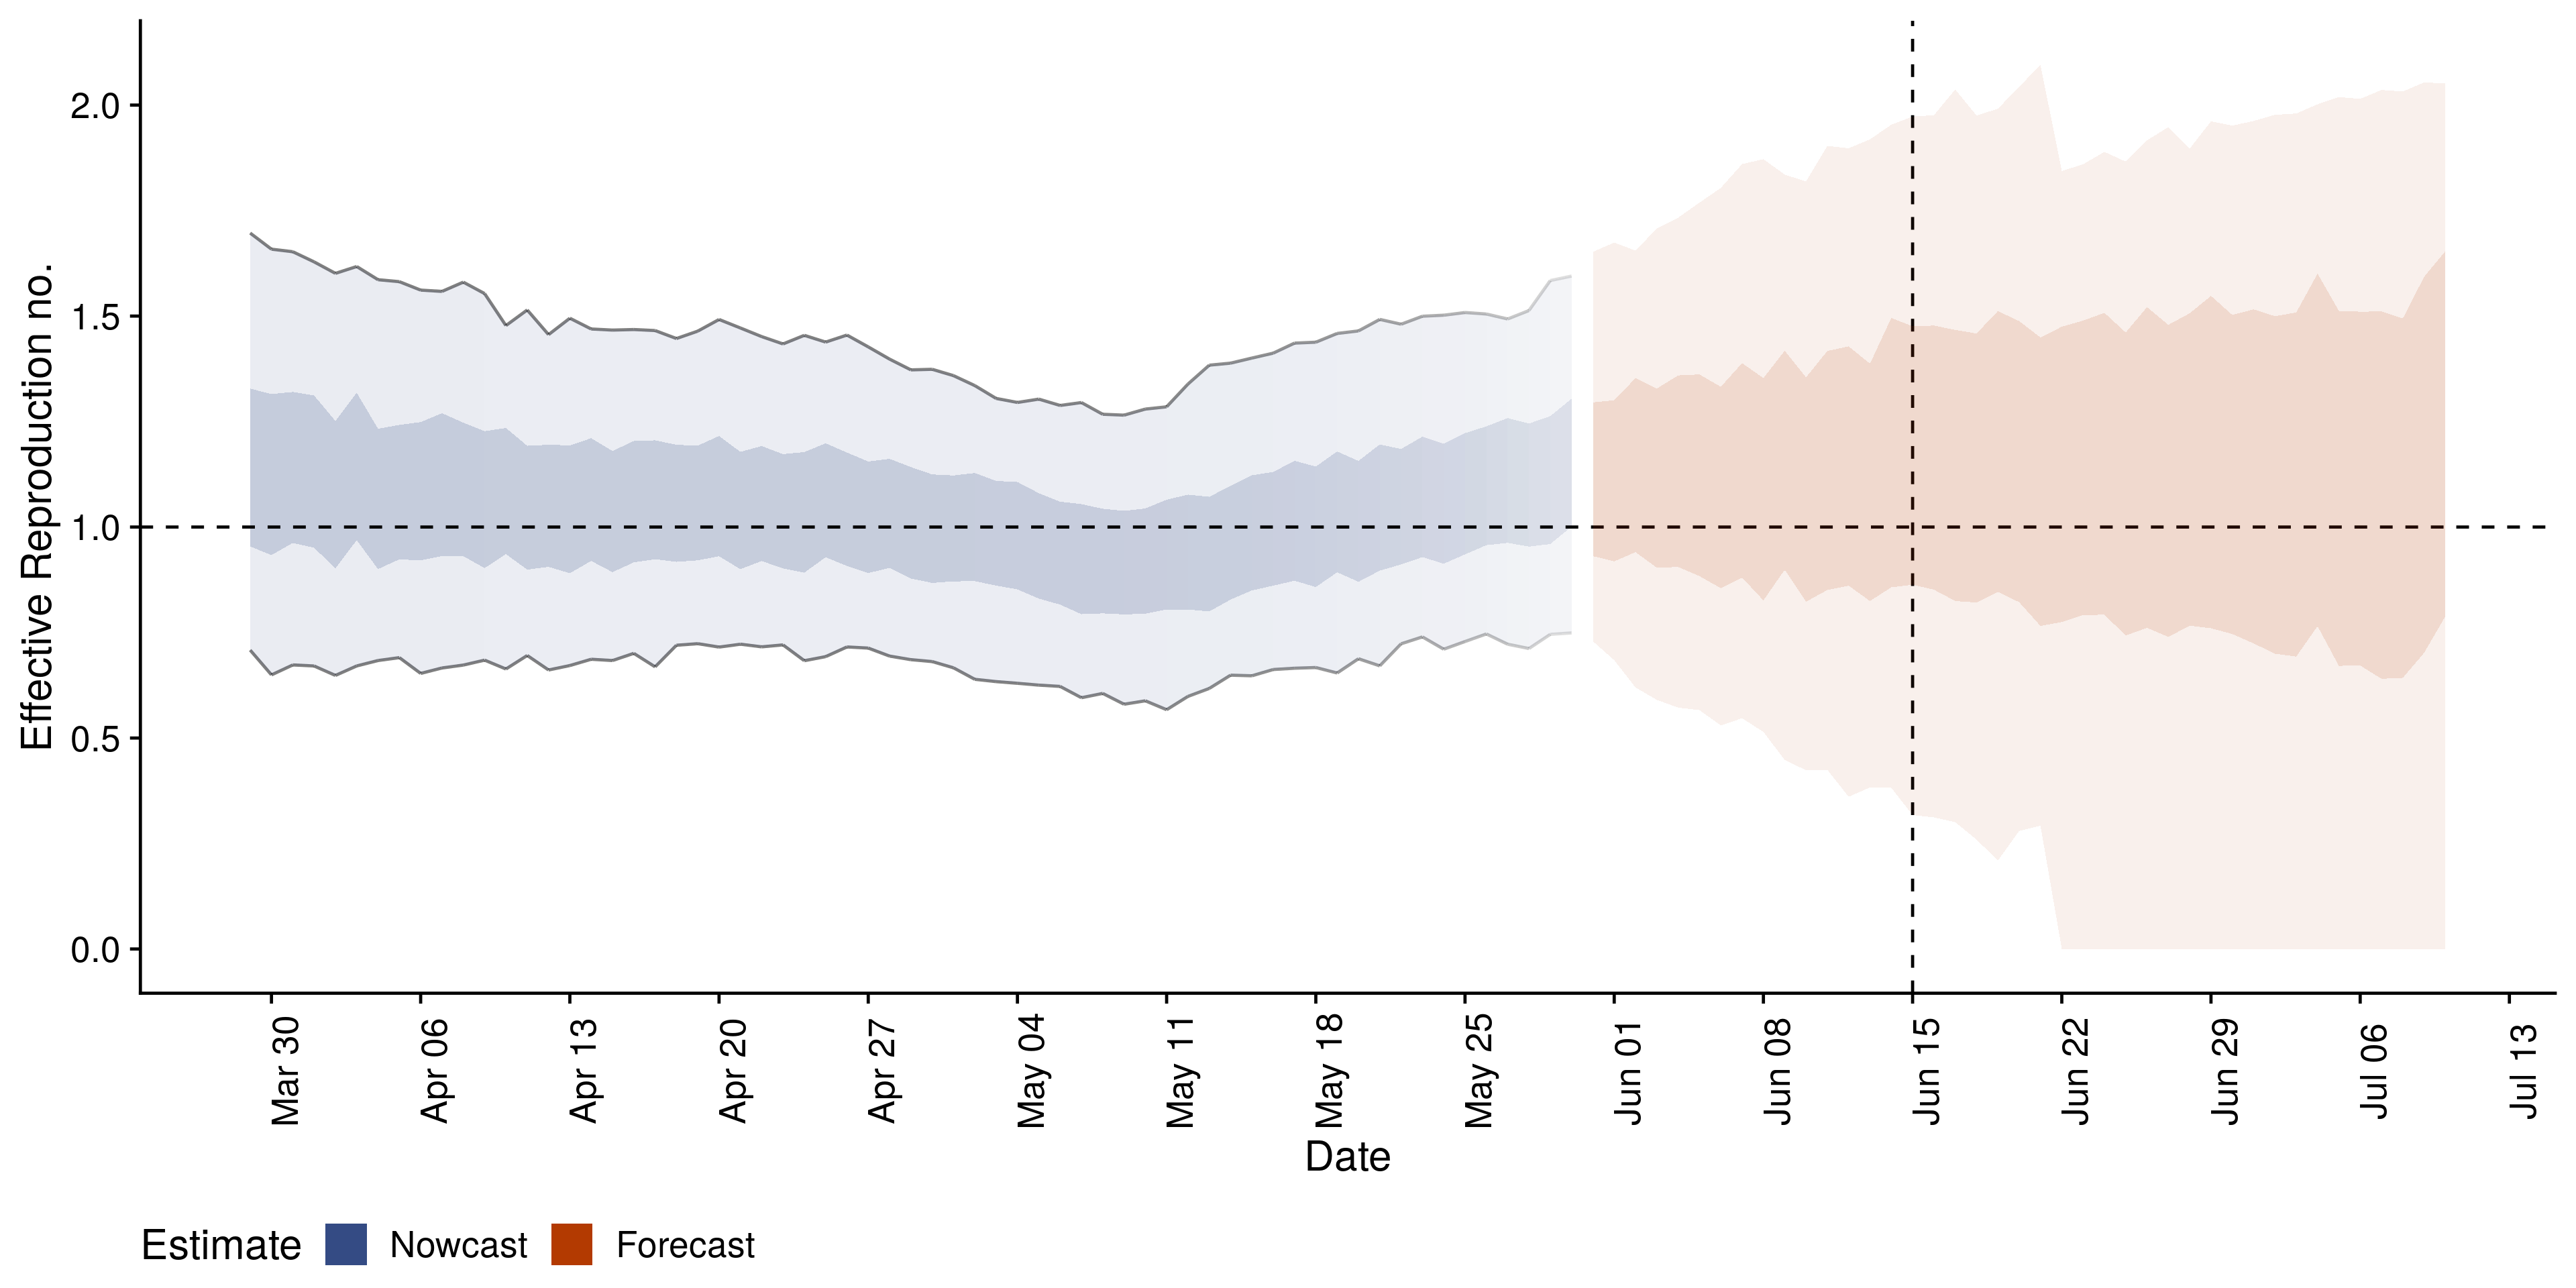 Effective Reproduction no.
2.0
1.5
1.0
0.5
0.0
Mar 30
Apr 06
Apr 13
Apr 20
Apr 27
May 04
May 11
May 18
May 25
Jun 01
Jun 08
Jun 15
Jun 22
Jun 29
Jul 06
Jul 13
Date
Estimate Nowcast Forecast